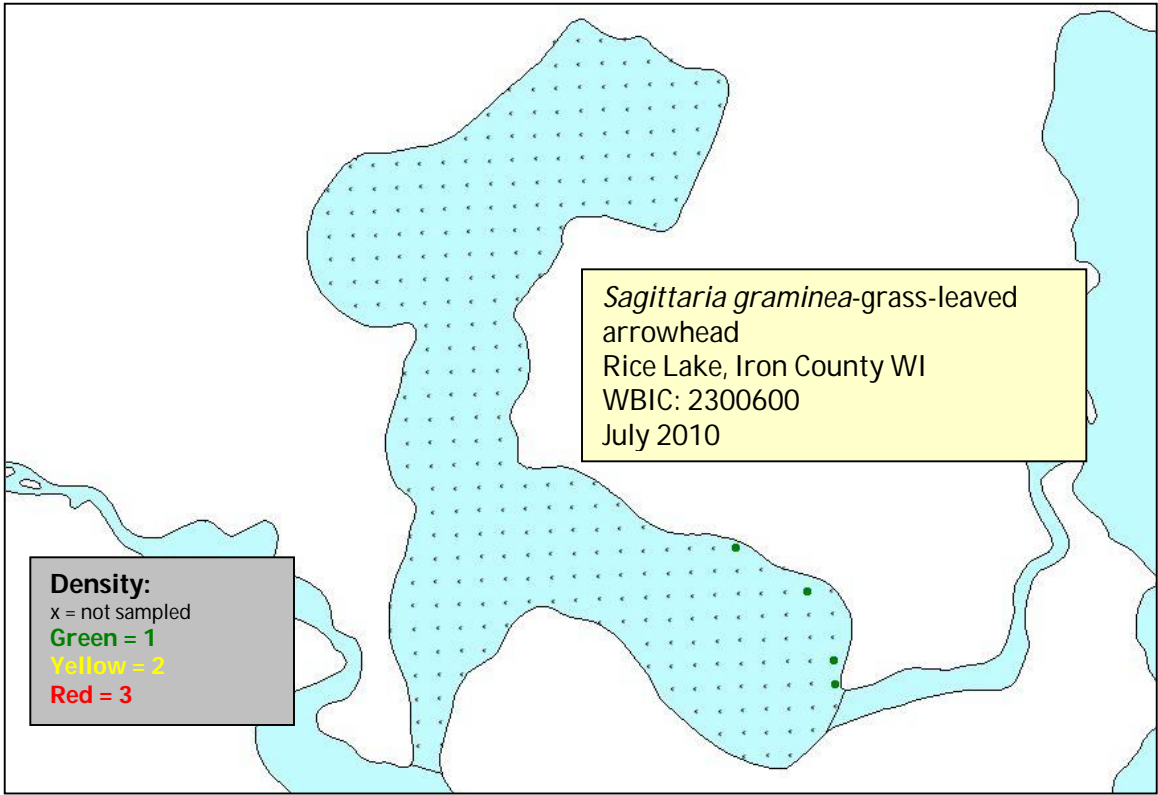 Sagittaria graminea-grass-leaved
arrowhead
Rice Lake, Iron County WI
WBIC: 2300600
July 2010
Density:
x = not sampled
Green = 1
Yellow = 2
Red = 3